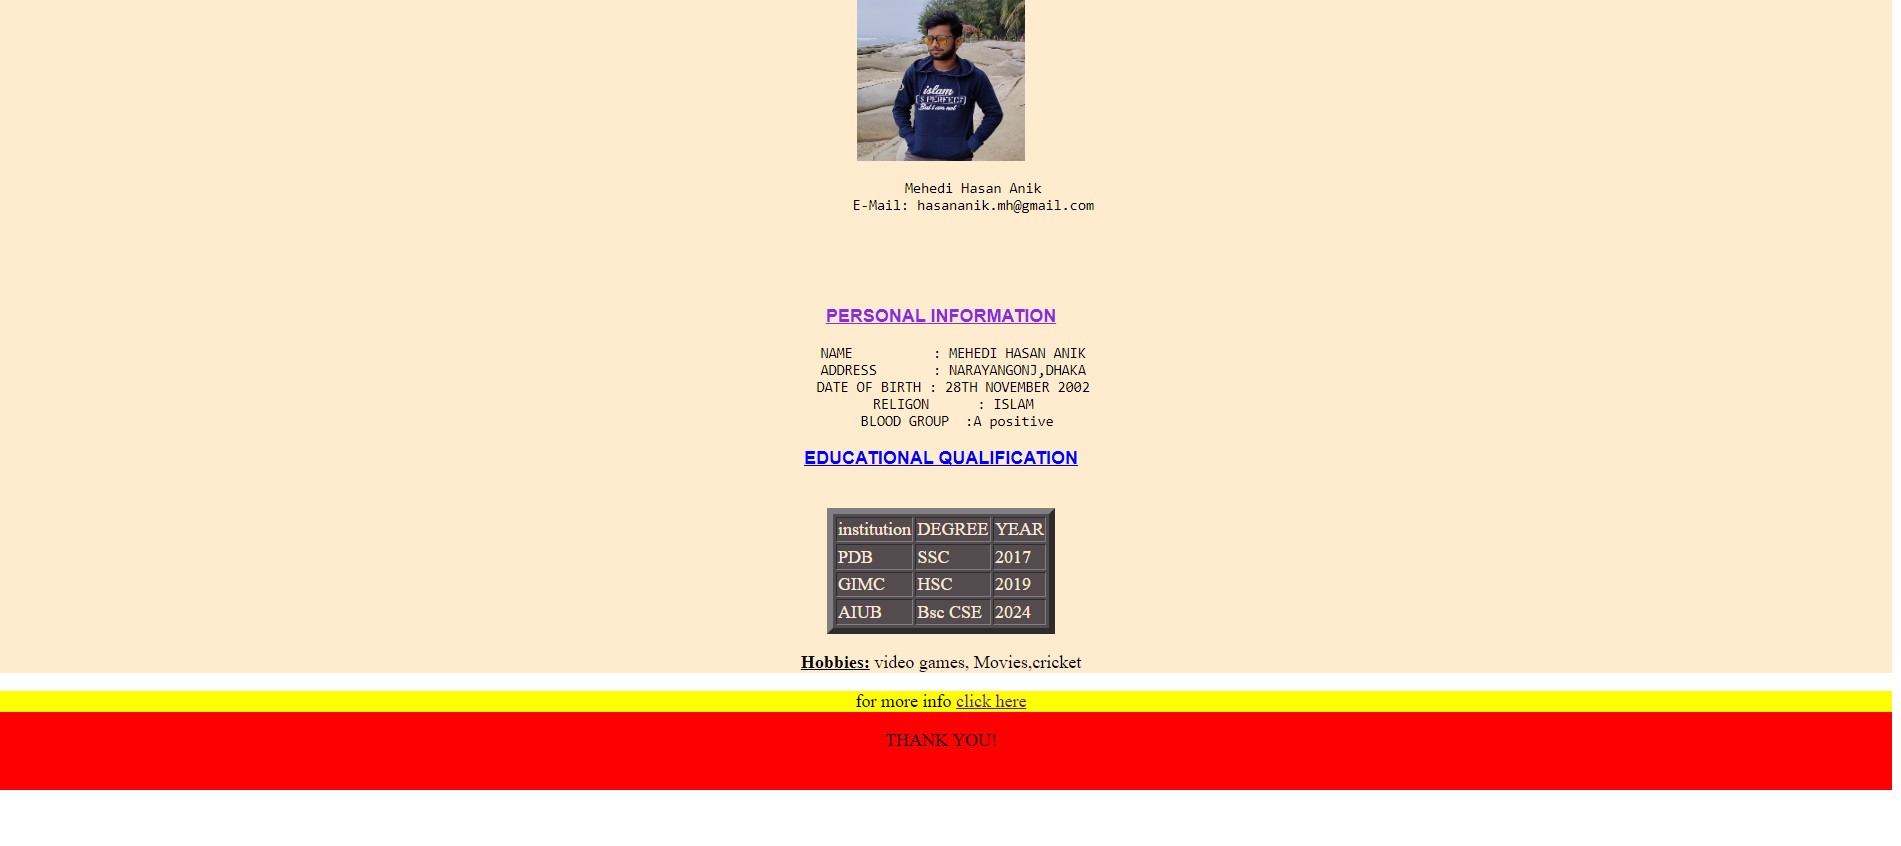 islam
IS PERFECT
But i am not
Mehedi Hasan Anik
E-Mail: hasananik.mh@gmail.com
PERSONAL INFORMATION
NAME : MEHEDI HASAN ANIK
ADDRESS : NARAYANGONJ,DHAKA
DATE OF BIRTH : 28TH NOVEMBER 2002
RELIGON : ISLAM
BLOOD GROUP :A positive
EDUCATIONAL QUALIFICATION
institution DEGREE YEAR
PDB SSC 2017
GIMC HSC 2019
AIUB Bsc CSE 2024
Hobbies: video games, Movies,cricket
for more info click here
THANK YOU!